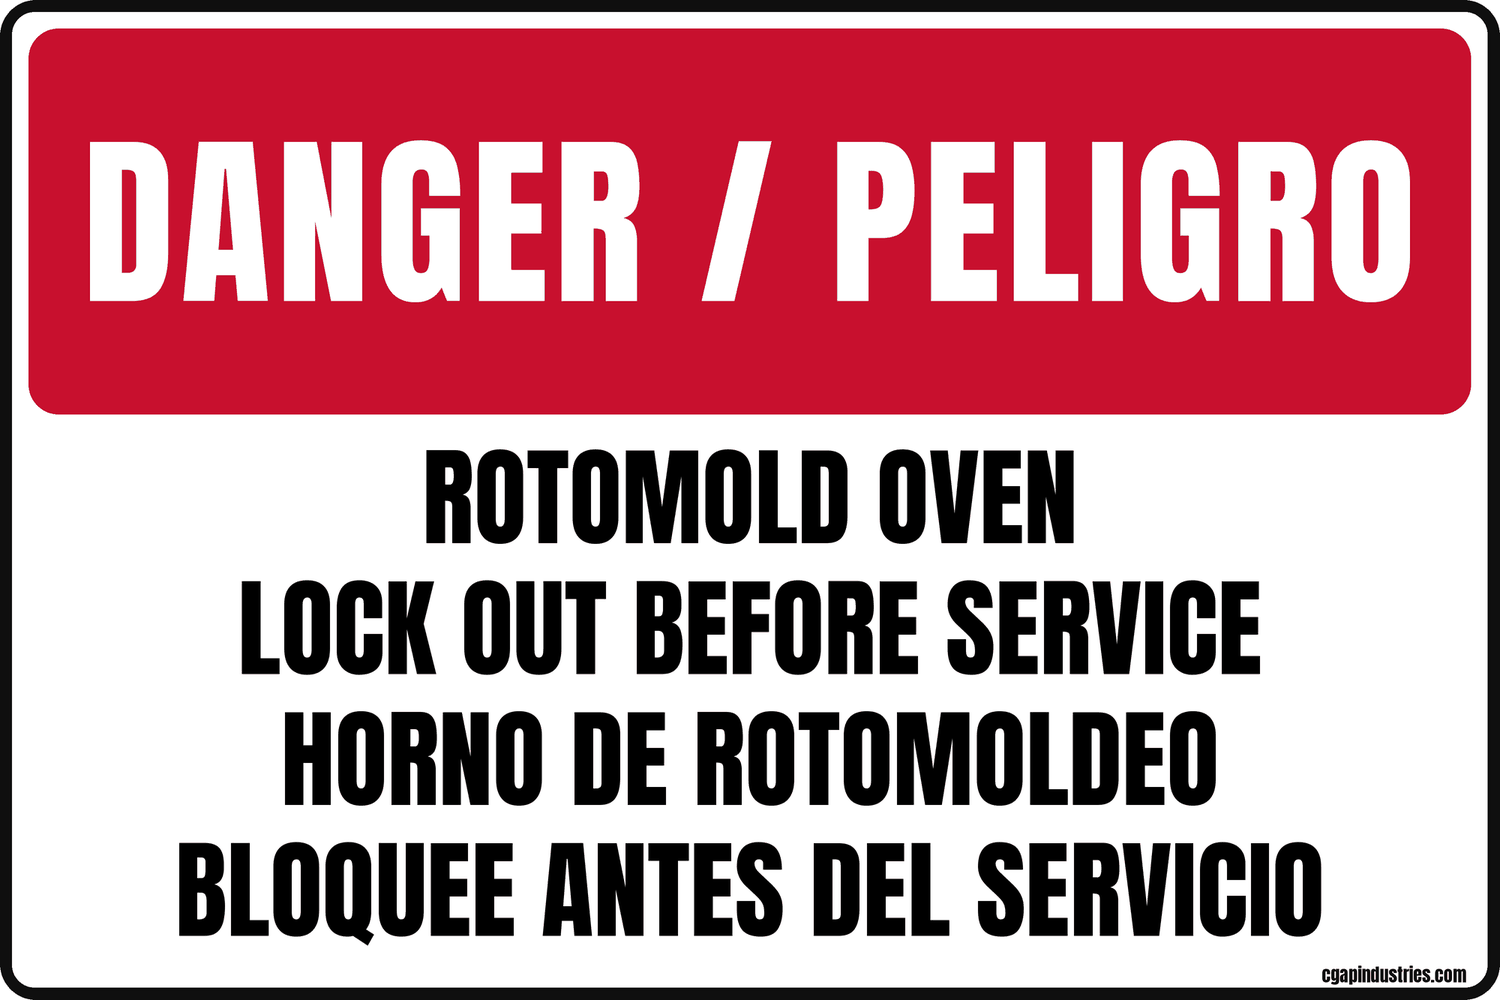 DANGER / PELIGRO
ROTOMOLD OVEN
LOCK OUT BEFORE SERVICE
HORNO DE ROTOMOLDEO
BLOQUEE ANTES DEL SERVICIO
cgapindustries.com